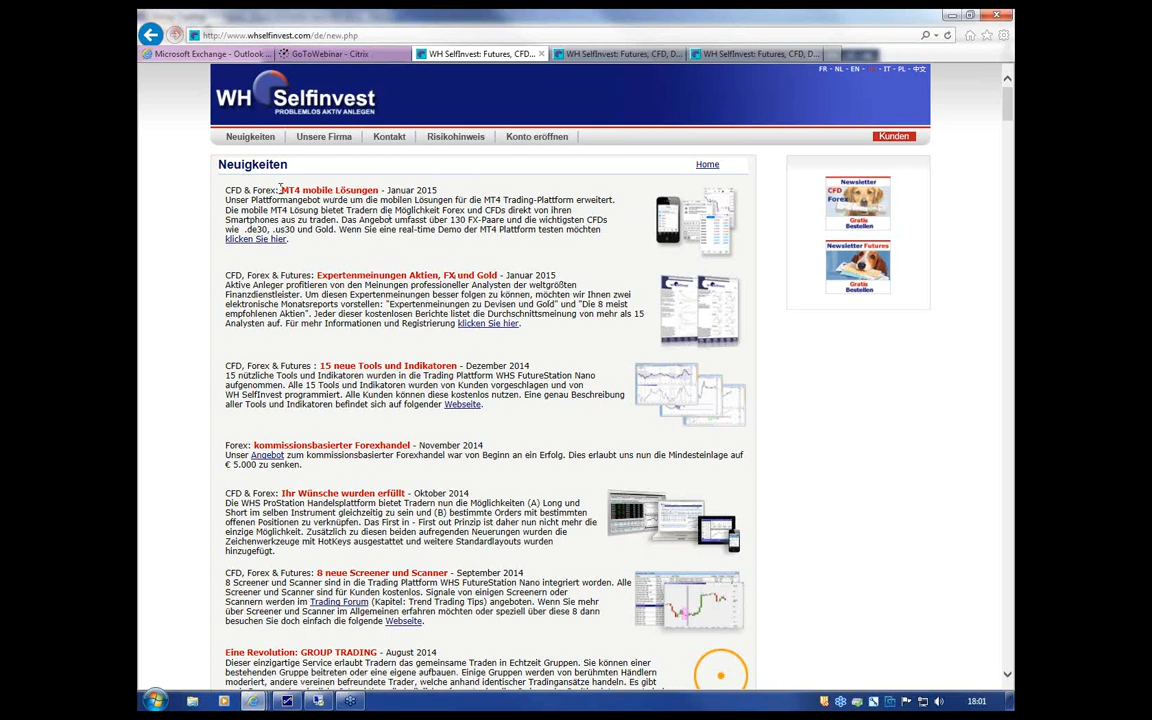 http://www.whselfinvest.com/de/new.php
Microsoft Exchange - Outlook ...
GoToWebinar - Citrix
WH SelfInvest: Futures, CFD...
WH SelfInvest: Futures, CFD, D...
WH SelfInvest: Futures, CFD, D...
FR - NL - EN - - IT - PL - 中文
WH Selfinvest
PROBLEMLOS AKTIV ANLEGEN
Neuigkeiten
Unsere Firma
Kontakt
Risikohinweis
Konto eröffnen
Kunden
Neuigkeiten
Home
CFD & Forex: MT4 mobile Lösungen - Januar 2015
Unser Plattformangebot wurde um die mobilen Lösungen für die MT4 Trading-Plattform erweitert.
Die mobile MT4 Lösung bietet Tradern die Möglichkeit Forex und CFDs direkt von ihren
Smartphones aus zu traden. Das Angebot umfasst über 130 FX-Paare und die wichtigsten CFDs
wie .de30, .us30 und Gold. Wenn Sie eine real-time Demo der MT4 Plattform testen möchten
klicken Sie hier.
CFD, Forex & Futures: Expertenmeinungen Aktien, FX und Gold - Januar 2015
Aktive Anleger profitieren von den Meinungen professioneller Analysten der weltgrößten
Finanzdienstleister. Um diesen Expertenmeinungen besser folgen zu können, möchten wir Ihnen zwei
elektronische Monatsreports vorstellen: "Expertenmeinungen zu Devisen und Gold" und "Die 8 meist
empfohlenen Aktien". Jeder dieser kostenlosen Berichte listet die Durchschnittsmeinung von mehr als 15
Analysten auf. Für mehr Informationen und Registrierung klicken Sie hier.
CFD, Forex & Futures : 15 neue Tools und Indikatoren - Dezember 2014
15 nützliche Tools und Indikatoren wurden in die Trading Plattform WHS FutureStation Nano
aufgenommen. Alle 15 Tools und Indikatoren wurden von Kunden vorgeschlagen und von
WH SelfInvest programmiert. Alle Kunden können diese kostenlos nutzen. Eine genau Beschreibung
aller Tools und Indikatoren befindet sich auf folgender Webseite.
Forex: kommissionsbasierter Forexhandel - November 2014
Unser Angebot zum kommissionsbasierter Forexhandel war von Beginn an ein Erfolg. Dies erlaubt uns nun die Mindesteinlage auf
€ 5.000 zu senken.
CFD & Forex: Ihr Wünsche wurden erfüllt - Oktober 2014
Die WHS ProStation Handelsplattform bietet Tradern nun die Möglichkeiten (A) Long und
Short im selben Instrument gleichzeitig zu sein und (B) bestimmte Orders mit bestimmten
offenen Positionen zu verknüpfen. Das First in - First out Prinzip ist daher nun nicht mehr die
einzige Möglichkeit. Zusätzlich zu diesen beiden aufregenden Neuerungen wurden die
Zeichenwerkzeuge mit HotKeys ausgestattet und weitere Standardlayouts wurden
hinzugefügt.
CFD, Forex & Futures: 8 neue Screener und Scanner - September 2014
8 Screener und Scanner sind in die Trading Plattform WHS FutureStation Nano integriert worden. Alle
Screener und Scanner sind für Kunden kostenlos. Signale von einigen Screenern oder
Scannern werden im Trading Forum (Kapitel: Trend Trading Tips) angeboten. Wenn Sie mehr
über Screener und Scanner im Allgemeinen erfahren möchten oder speziell über diese 8 dann
besuchen Sie doch einfach die folgende Webseite.
Eine Revolution: GROUP TRADING - August 2014
Dieser einzigartige Service erlaubt Tradern das gemeinsame Traden in Echtzeit Gruppen. Sie können einer
bestehenden Gruppe beitreten oder eine eigene aufbauen. Einige Gruppen werden von berühmten Händlern
moderiert, andere vereinen befreundete Trader, welche anhand identischer Tradingansätze handeln. Es gibt
Newsletter
CFD
Forex
Gratis
Bestellen
Newsletter Futures
Gratis
Bestellen
18:01